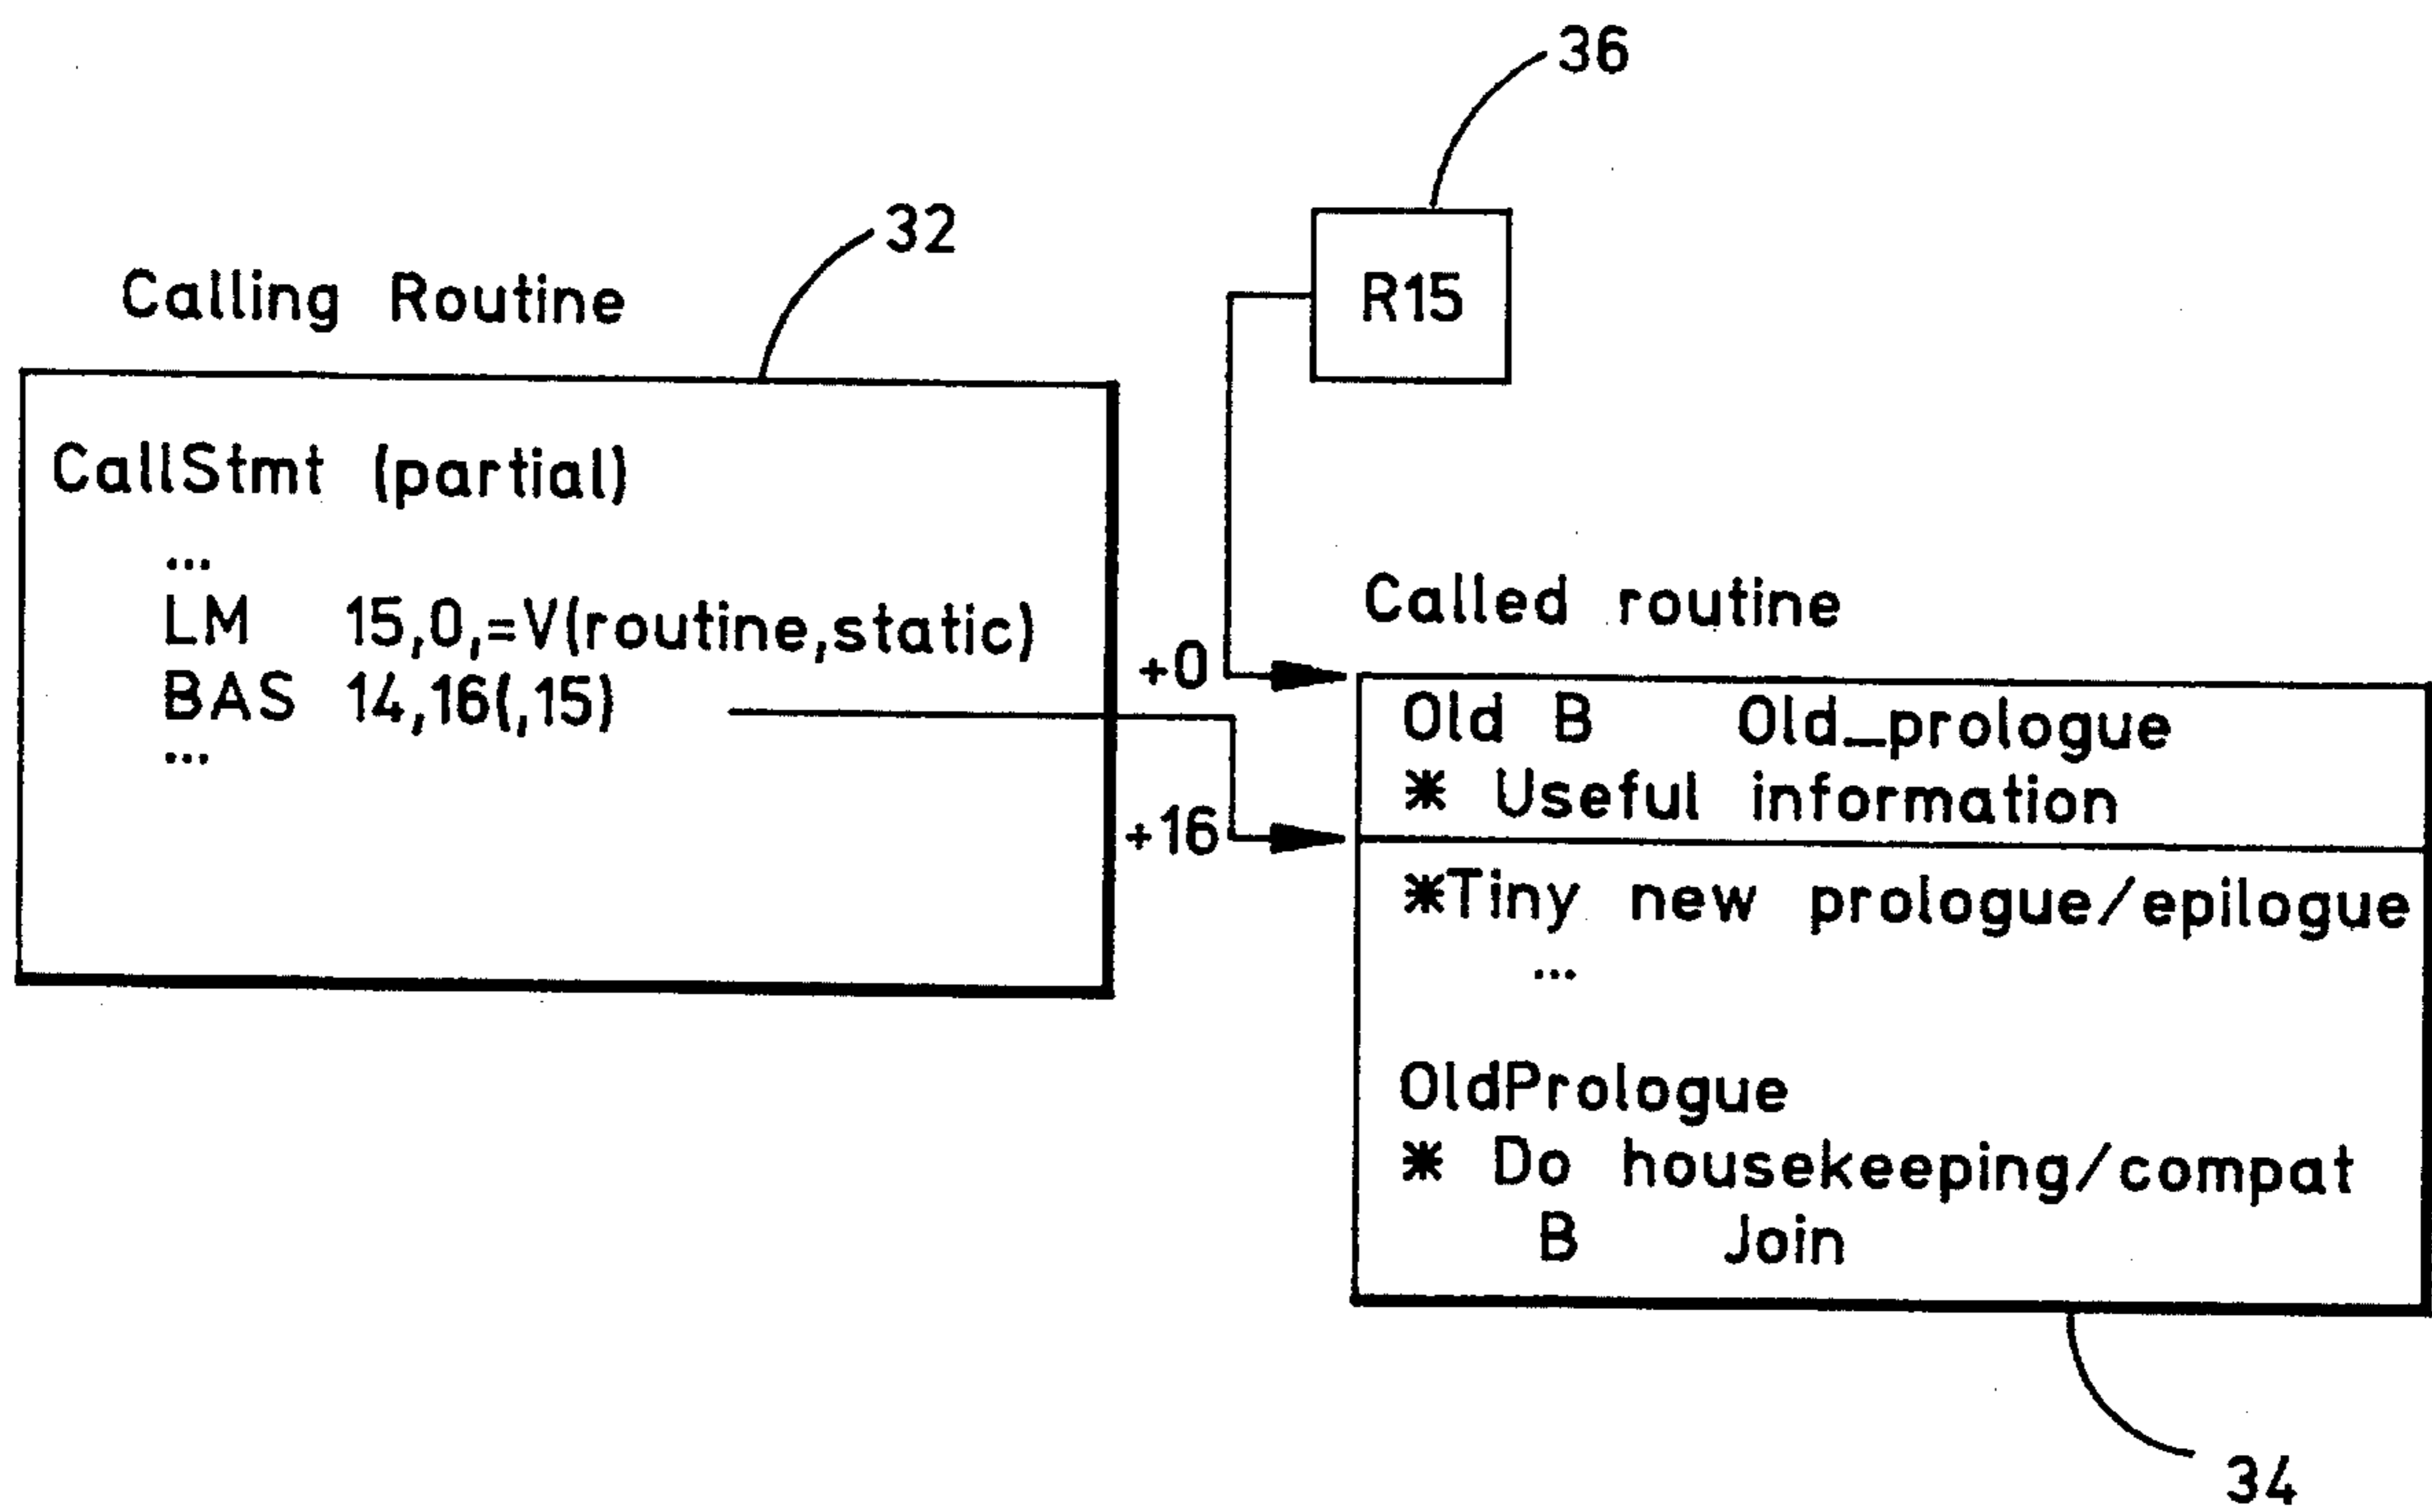 36
32
Calling Routine
R15
CallStmt (partial)
...
LM 15,0,=V(routine,static)
BAS 14,16(,15)
...
+0
+16
Called routine
Old B Old_prologue
* Useful information
*Tiny new prologue/epilogue
...
OldPrologue
* Do housekeeping/compat
B Join
34